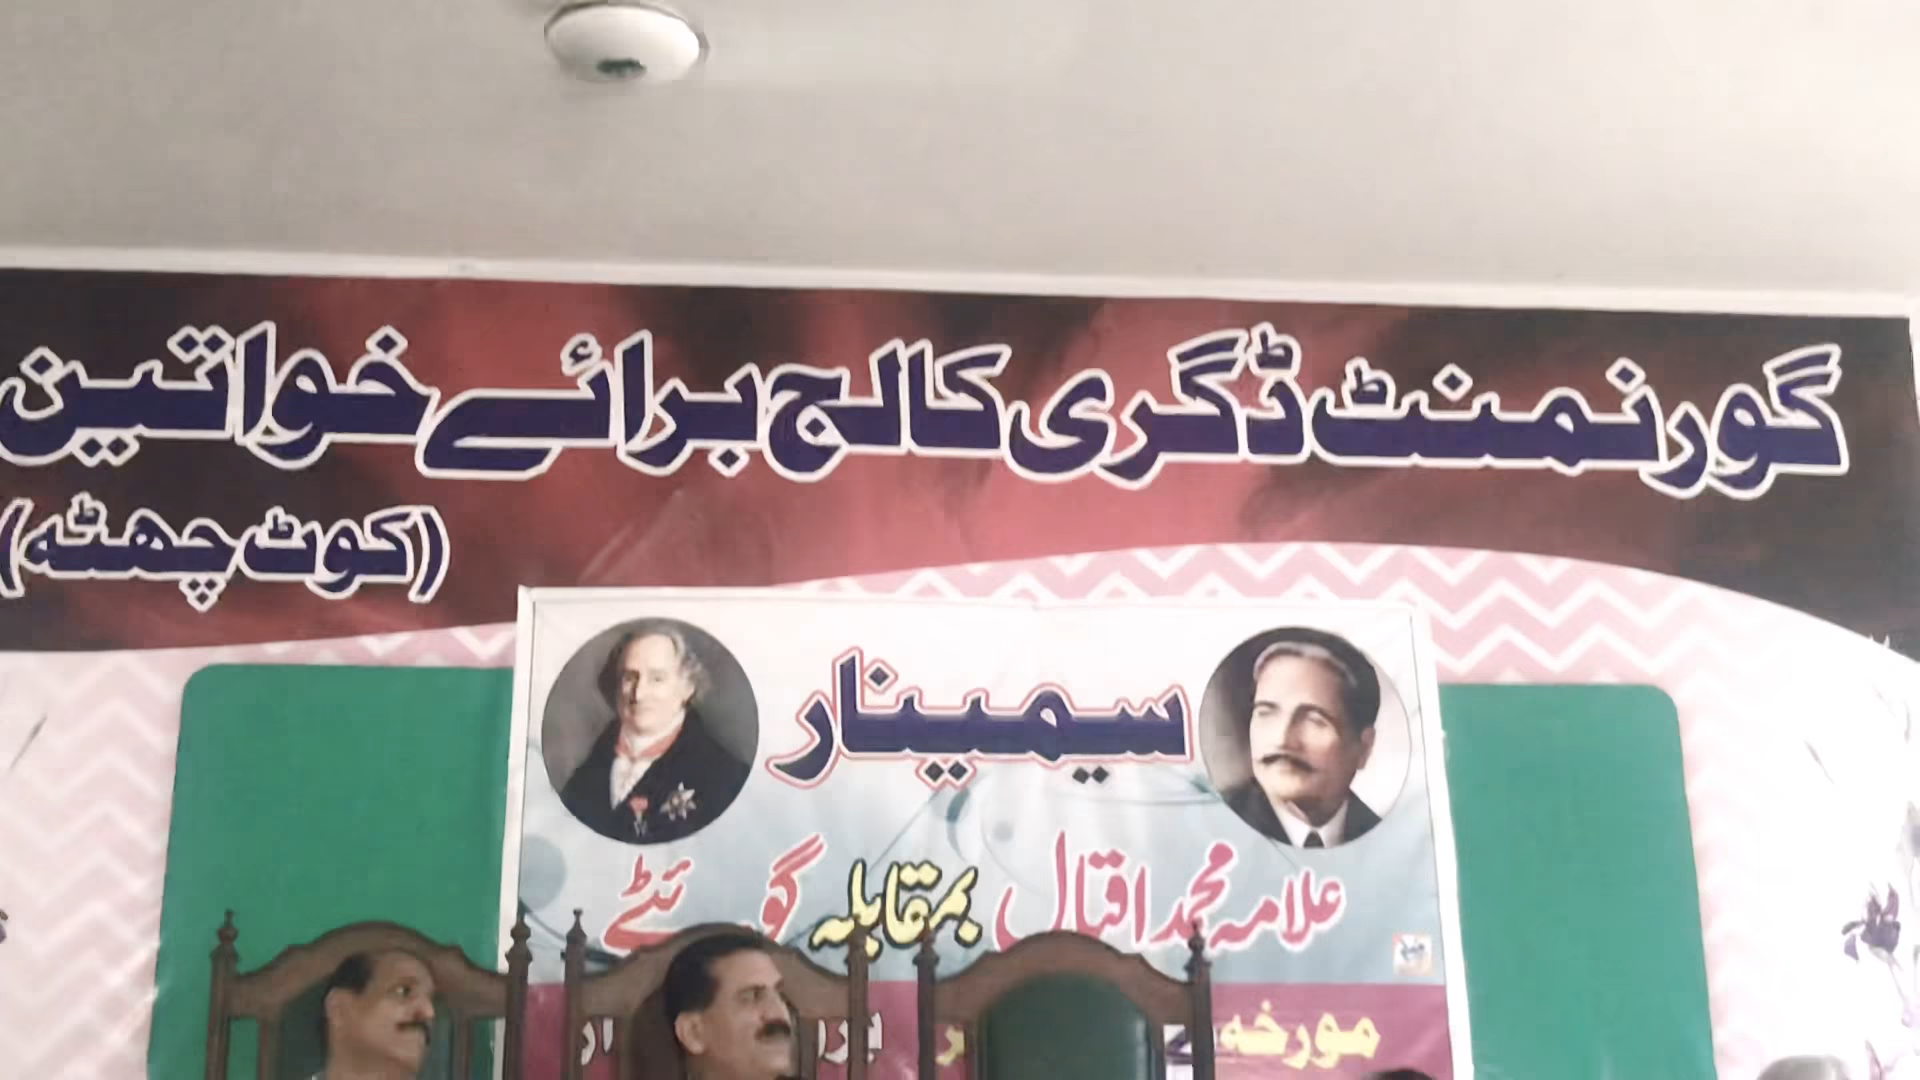 گورنمنٹ ڈگری کالج برائے خواتین
(کوٹ چھٹہ)
سیمینار
علامہ محمد اقبال بمقابلہ گوئٹے
مورخہ